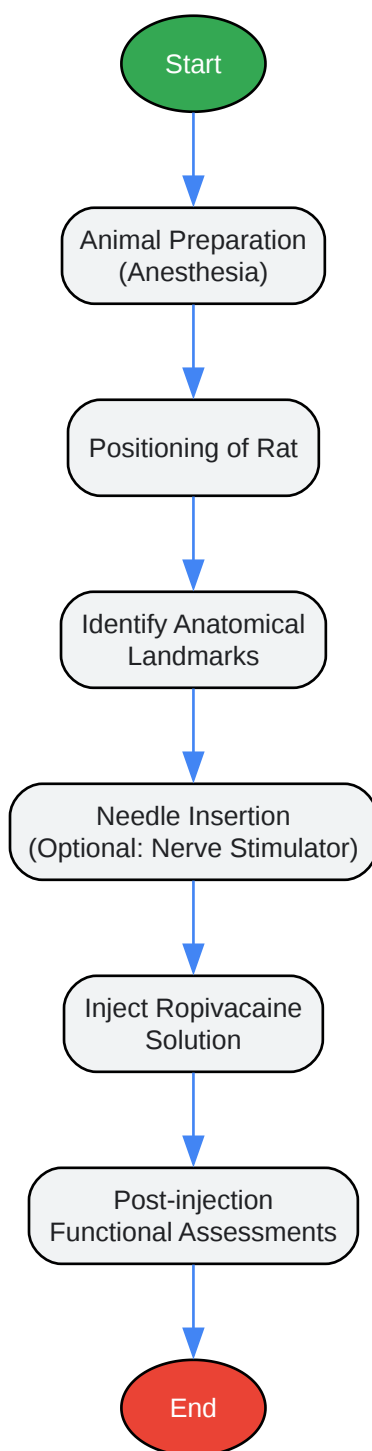 Start
Animal Preparation
(Anesthesia)
Positioning of Rat
Identify Anatomical
Landmarks
Needle Insertion
(Optional: Nerve Stimulator)
Inject Ropivacaine
Solution
Post-injection
Functional Assessments
End